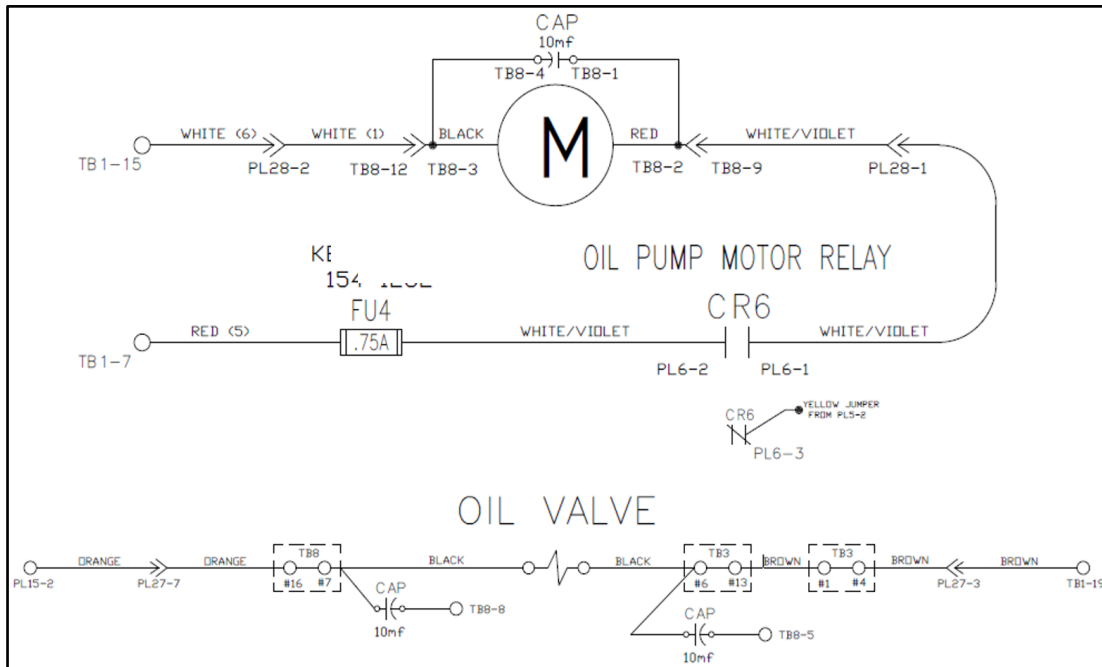 CAP
10mf
TB8-4
TB8-1
WHITE (6)
WHITE (1)
BLACK
M
RED
WHITE/VIOLET
TB1-15
PL28-2
TB8-12
TB8-3
TB8-2
TB8-9
PL28-1
OIL PUMP MOTOR RELAY
FU4
CR6
RED (5)
.75A
WHITE/VIOLET
WHITE/VIOLET
TB1-7
PL6-2
PL6-1
YELLOW JUMPER
FROM PL5-2
CR6
PL6-3
OIL VALVE
ORANGE
ORANGE
TB8
BLACK
BLACK
TB3
BROWN
TB3
BROWN
BROWN
PL15-2
PL27-7
#16
#7
#6
#13
#1
#4
PL27-3
TB1-19
CAP
TB8-8
10mf
CAP
TB8-5
10mf